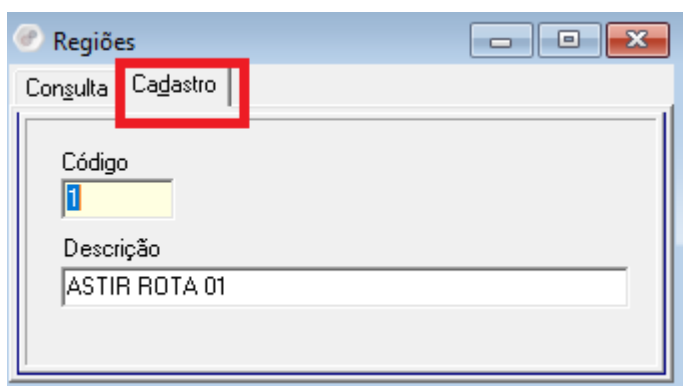 Regiões
Consulta Cadastro
Código
1
Descrição
ASTIR ROTA 01